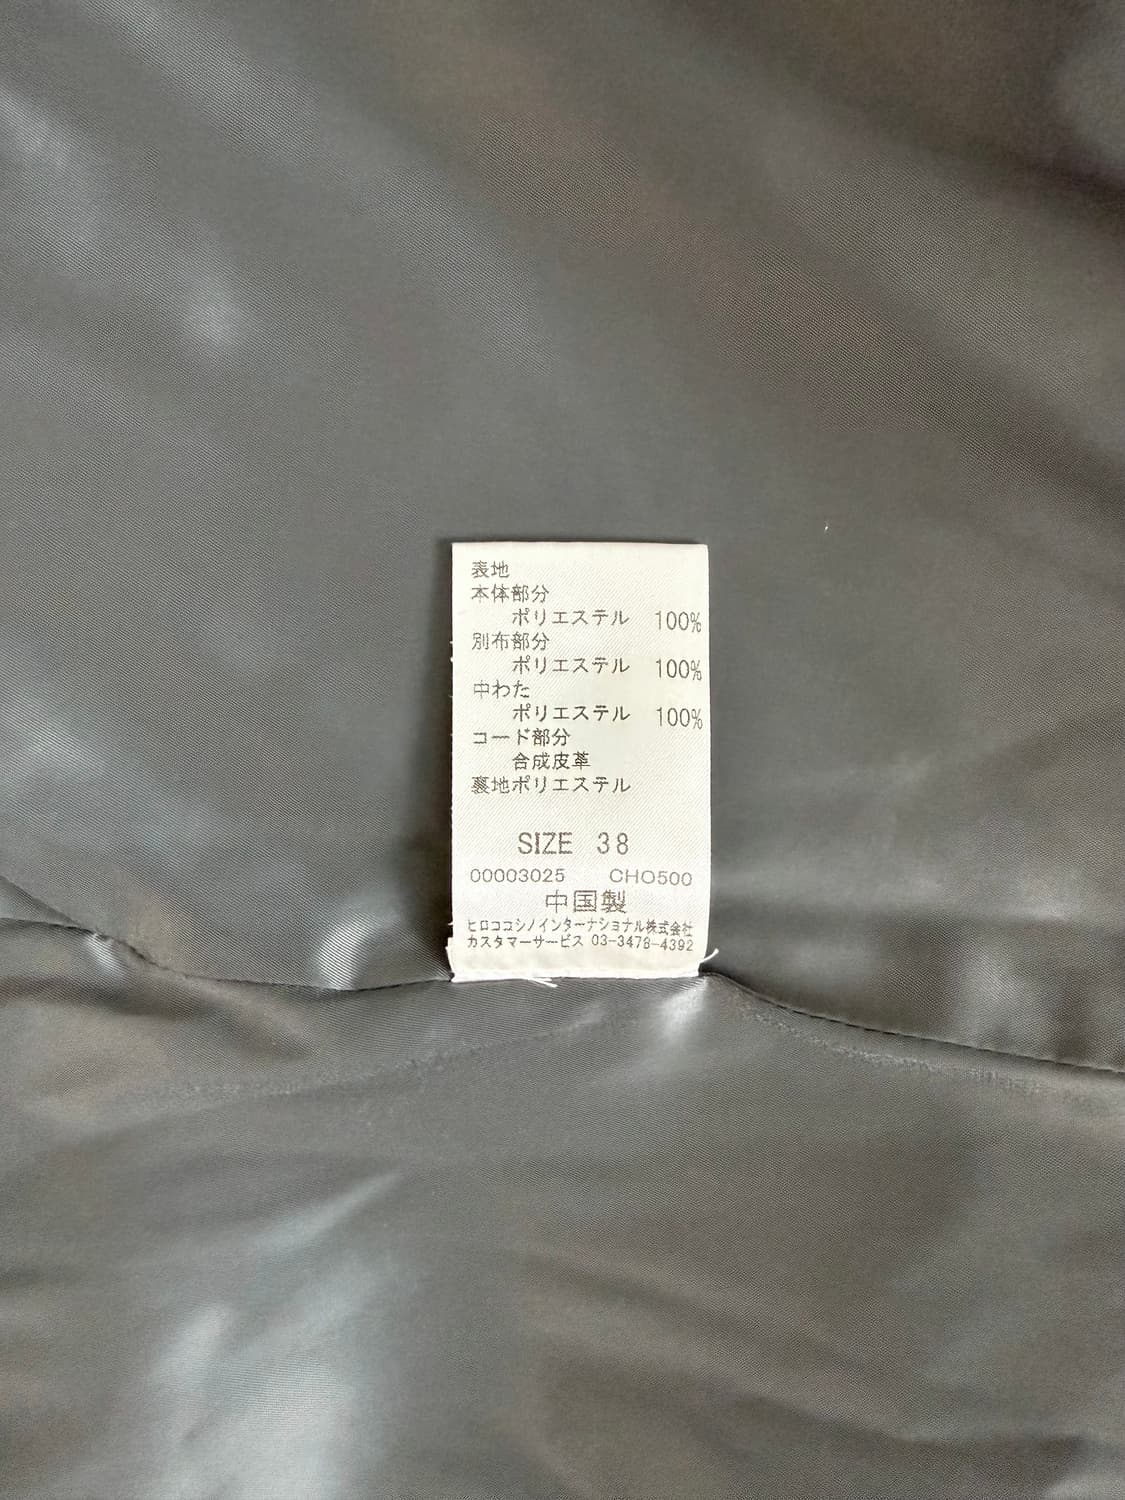 表地
本体部分
ポリエステル 100%
別布部分
ポリエステル 100%
中わた
ポリエステル 100%
コード部分
合成皮革
裏地ポリエステル
SIZE 38
00003025 CHO500
中国製
ヒロココシノインターナショナル株式会社
カスタマーサービス 03-3478-4392